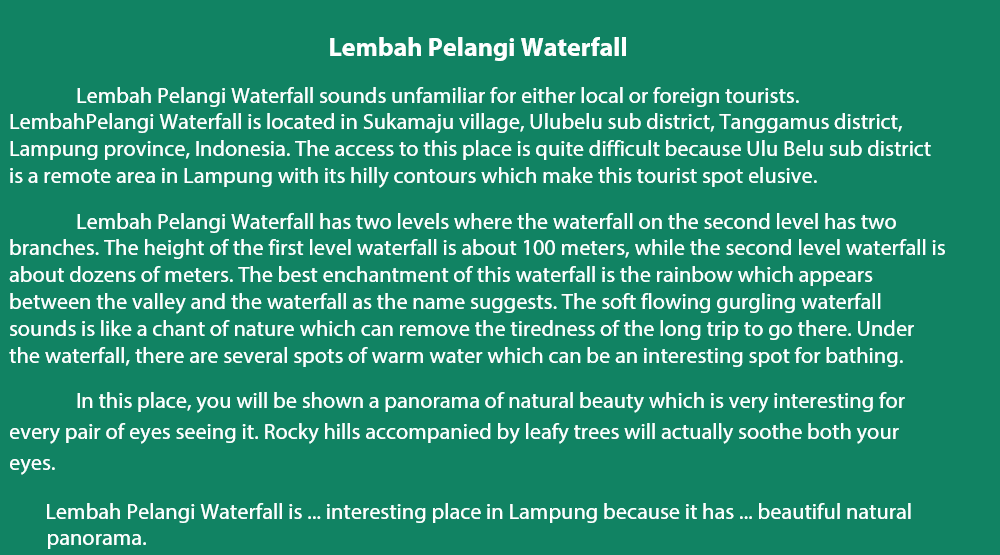 Lembah Pelangi Waterfall
Lembah Pelangi Waterfall sounds unfamiliar for either local or foreign tourists.
LembahPelangi Waterfall is located in Sukamaju village, Ulubelu sub district, Tanggamus district,
Lampung province, Indonesia. The access to this place is quite difficult because Ulu Belu sub district
is a remote area in Lampung with its hilly contours which make this tourist spot elusive.
Lembah Pelangi Waterfall has two levels where the waterfall on the second level has two
branches. The height of the first level waterfall is about 100 meters, while the second level waterfall is
about dozens of meters. The best enchantment of this waterfall is the rainbow which appears
between the valley and the waterfall as the name suggests. The soft flowing gurgling waterfall
sounds is like a chant of nature which can remove the tiredness of the long trip to go there. Under
the waterfall, there are several spots of warm water which can be an interesting spot for bathing.
In this place, you will be shown a panorama of natural beauty which is very interesting for
every pair of eyes seeing it. Rocky hills accompanied by leafy trees will actually soothe both your
eyes.
Lembah Pelangi Waterfall is ... interesting place in Lampung because it has ... beautiful natural
panorama.